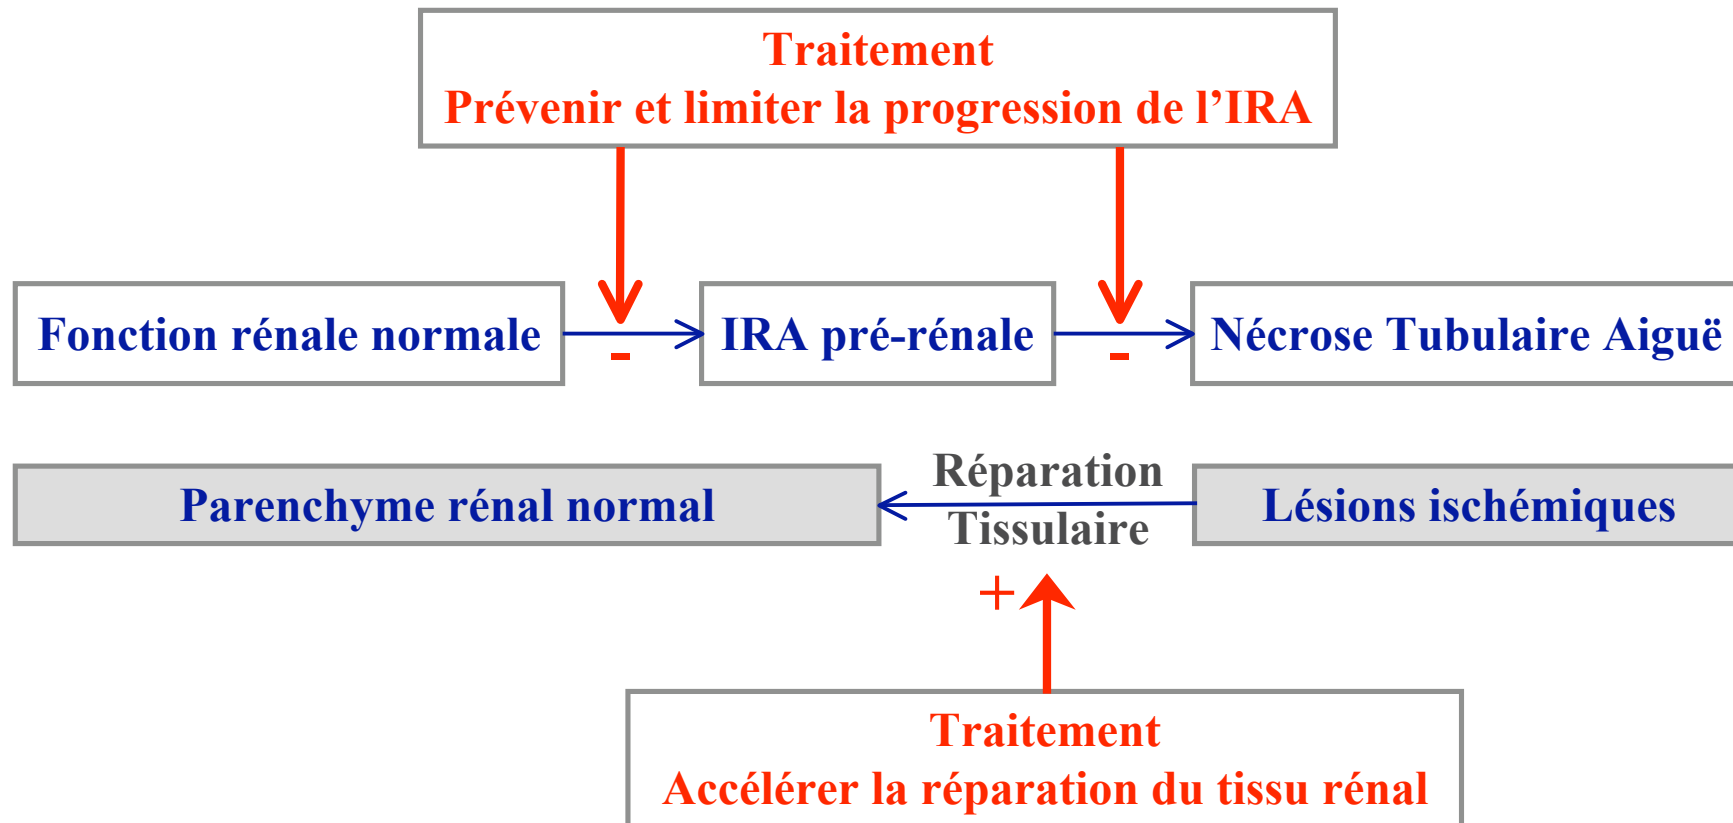 Traitement
Prévenir et limiter la progression de l’IRA
Fonction rénale normale
-
IRA pré-rénale
-
Nécrose Tubulaire Aiguë
Parenchyme rénal normal
Réparation
Tissulaire
Lésions ischémiques
+
Traitement
Accélérer la réparation du tissu rénal